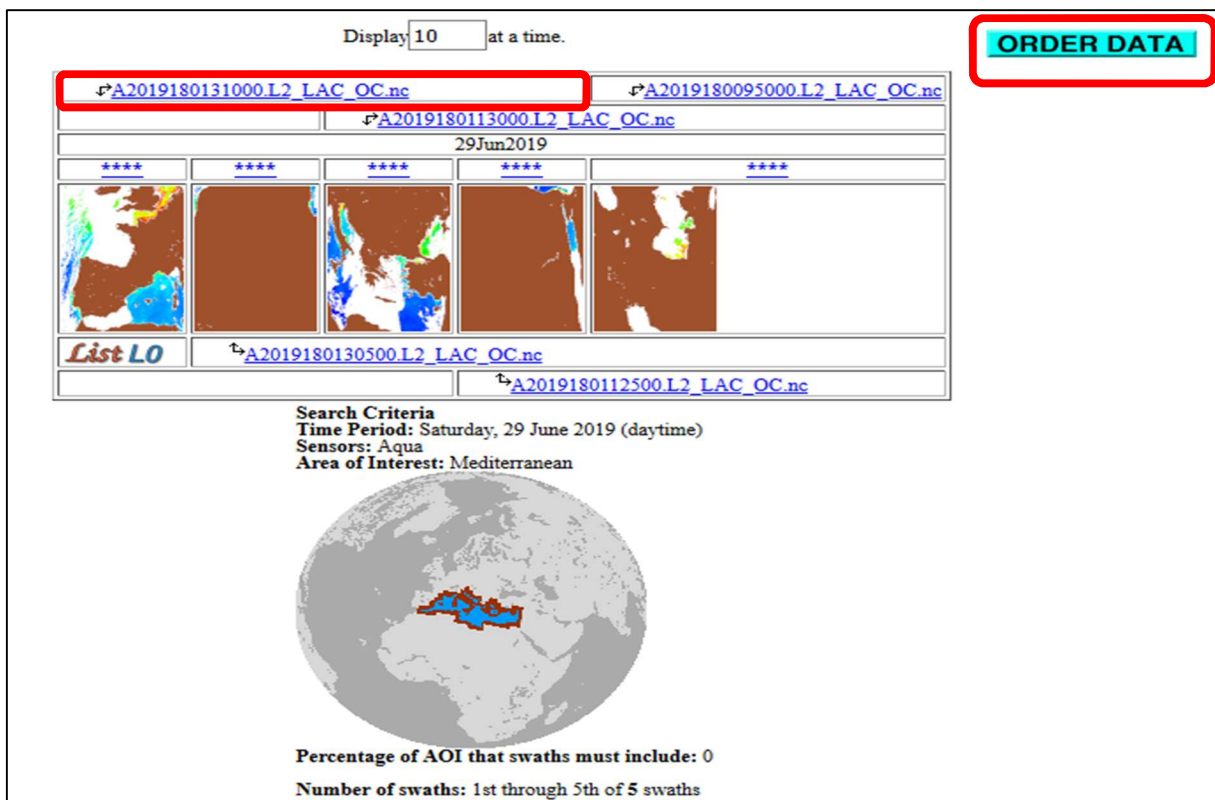 Display 10 at a time.
ORDER DATA
A2019180131000.L2_LAC_OC.nc A2019180095000.L2_LAC_OC.nc
A2019180113000.L2_LAC_OC.nc
29Jun2019
**** **** **** **** ****
List L0 A2019180130500.L2_LAC_OC.nc
A2019180112500.L2_LAC_OC.nc
Search Criteria
Time Period: Saturday, 29 June 2019 (daytime)
Sensors: Aqua
Area of Interest: Mediterranean
Percentage of AOI that swaths must include: 0
Number of swaths: 1st through 5th of 5 swaths